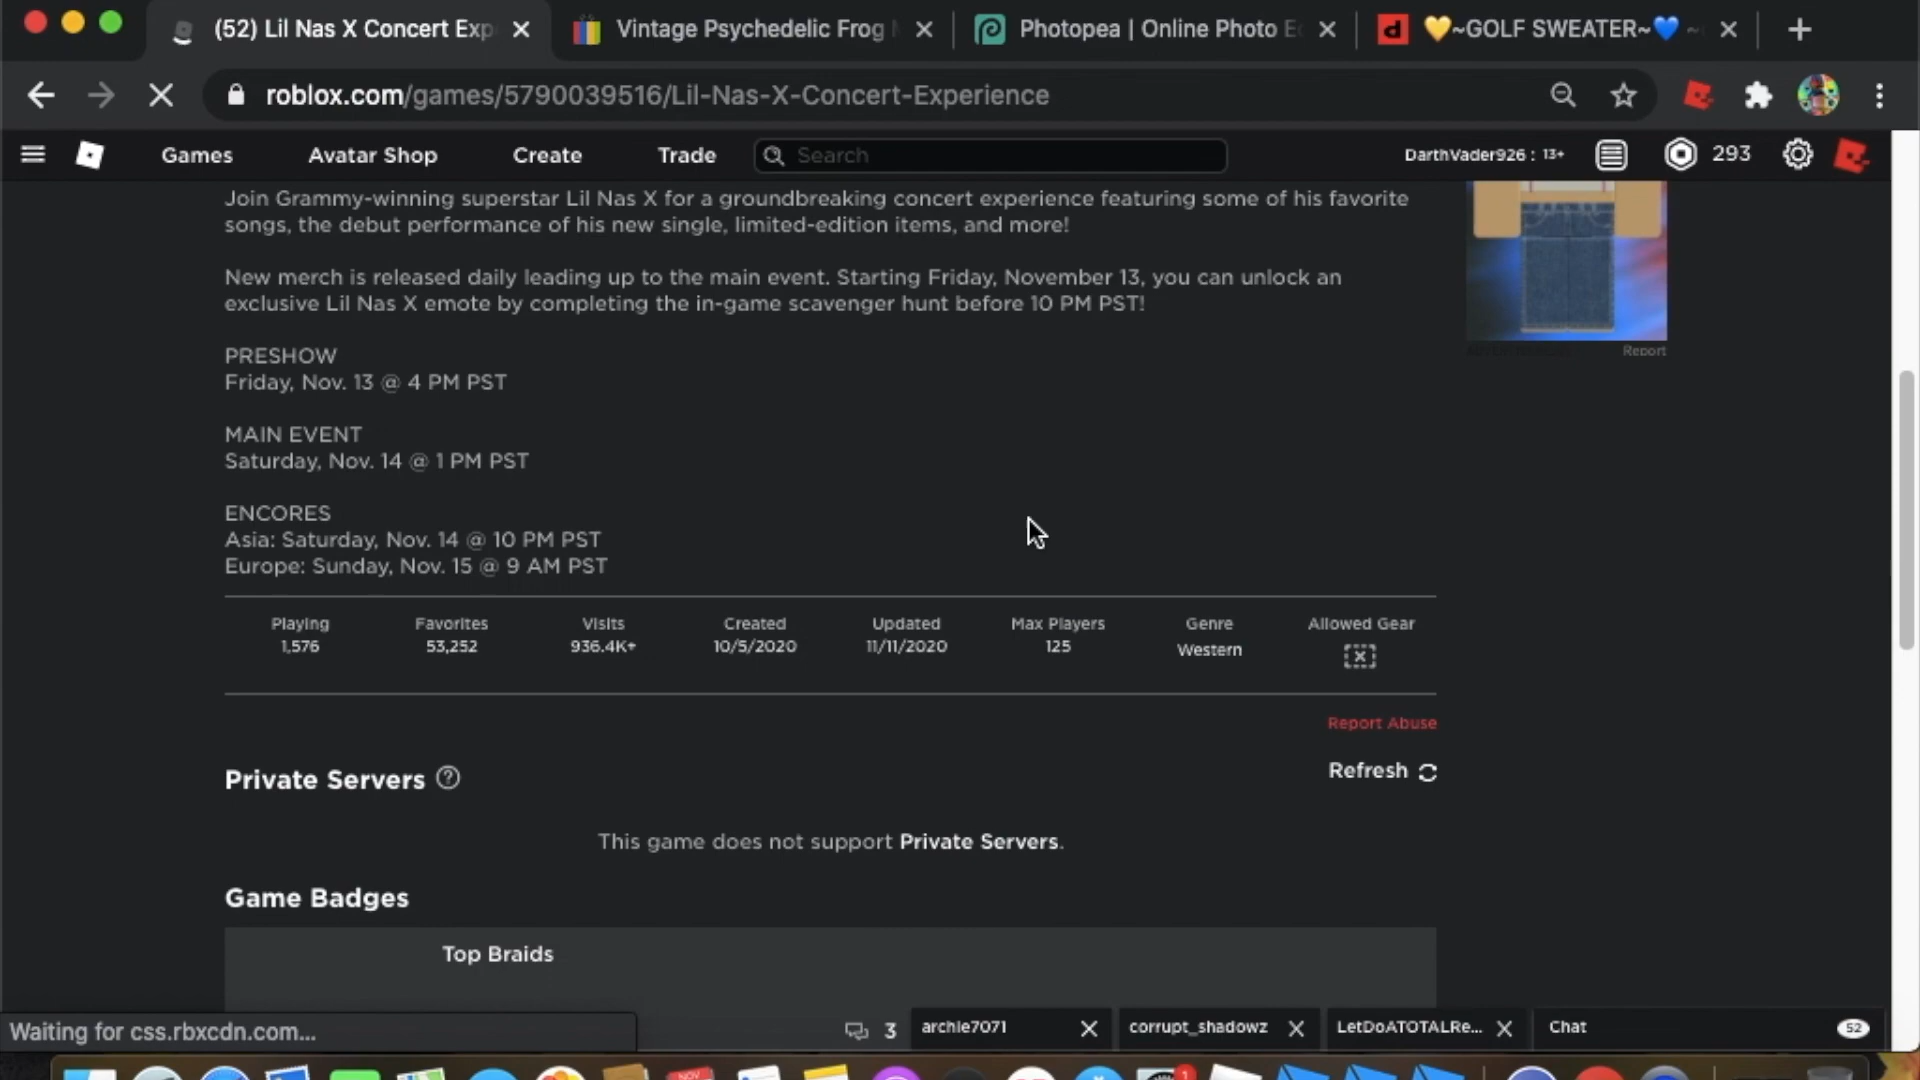 (52) Lil Nas X Concert Exp
Vintage Psychedelic Frog
Photopea | Online Photo E
💛~GOLF SWEATER~💙 ~
roblox.com/games/5790039516/Lil-Nas-X-Concert-Experience
Games
Avatar Shop
Create
Trade
Search
DarthVader926 : 13+
293
Join Grammy-winning superstar Lil Nas X for a groundbreaking concert experience featuring some of his favorite
songs, the debut performance of his new single, limited-edition items, and more!
New merch is released daily leading up to the main event. Starting Friday, November 13, you can unlock an
exclusive Lil Nas X emote by completing the in-game scavenger hunt before 10 PM PST!
Report
PRESHOW
Friday, Nov. 13 @ 4 PM PST
MAIN EVENT
Saturday, Nov. 14 @ 1 PM PST
ENCORES
Asia: Saturday, Nov. 14 @ 10 PM PST
Europe: Sunday, Nov. 15 @ 9 AM PST
Playing
Favorites
Visits
Created
Updated
Max Players
Genre
Allowed Gear
1,576
53,252
936.4K+
10/5/2020
11/11/2020
125
Western
Report Abuse
Private Servers
Refresh
This game does not support Private Servers.
Game Badges
Top Braids
Waiting for css.rbxcdn.com...
3
archie7071
corrupt_shadowz
LetDoATOTALRe...
Chat
52
NOV
1